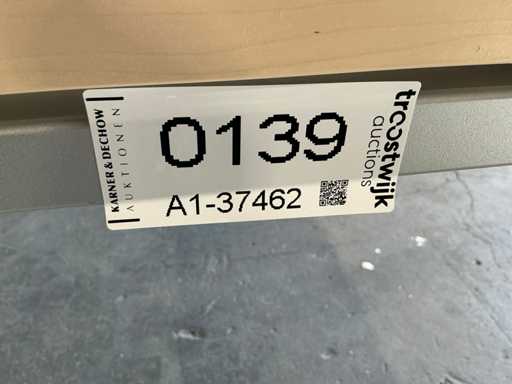 KARNER & DECHOW
AUKTIONEN
0139
A1-37462
troostwijk
auctions